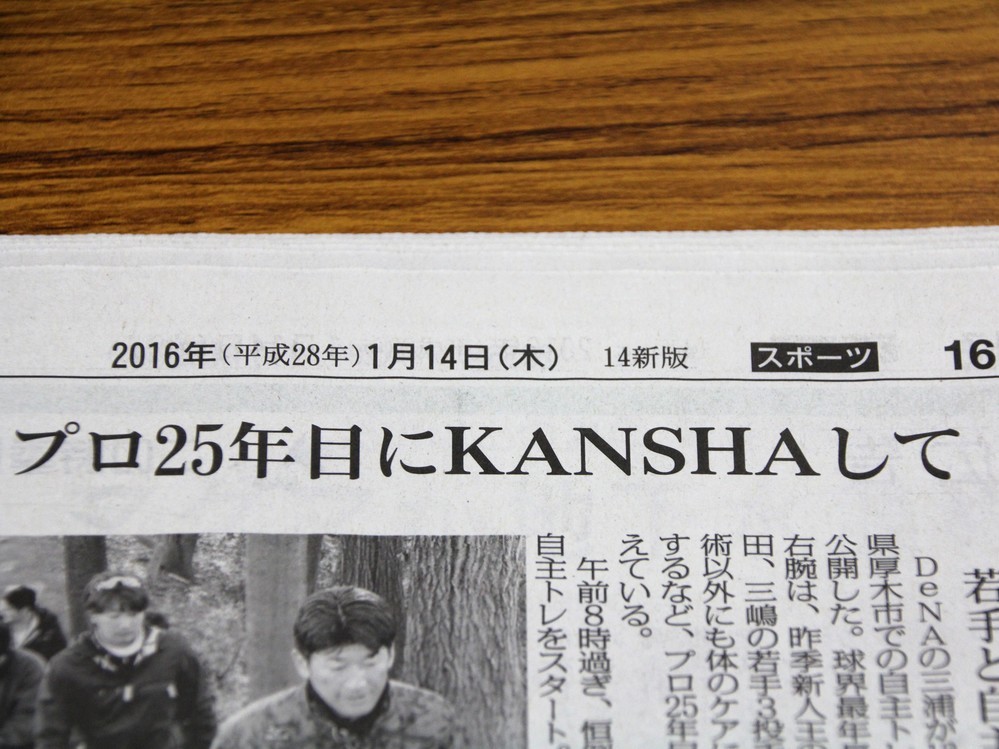 2016年(平成28年)1月14日(木) 14新版 スポーツ 16
プロ25年目にKANSHAして
若手と自主
DeNAの三浦が
県厚木市での自主ト
公開した。球界最年
右腕は、昨季新人王
田、三嶋の若手3投
術以外にも体のケア
するなど、プロ25年目
えている。
午前8時過ぎ、恒
自主トレをスタート。